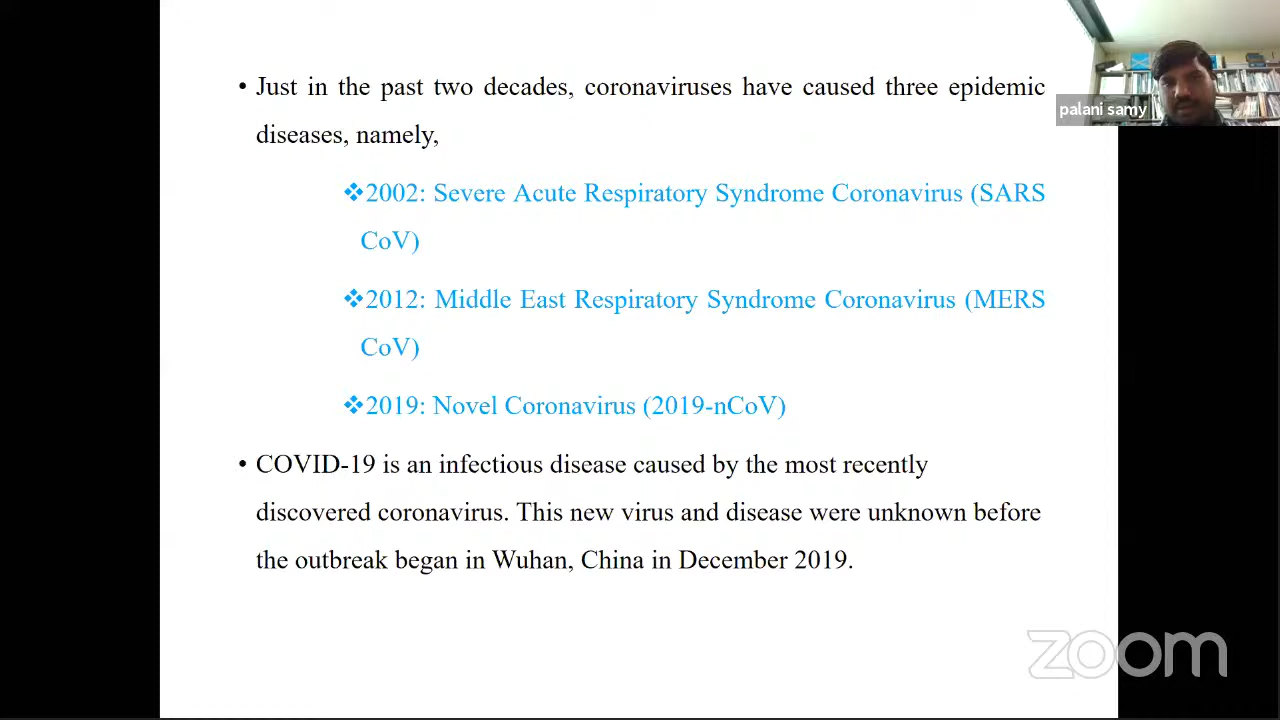 • Just in the past two decades, coronaviruses have caused three epidemic
diseases, namely,
❖2002: Severe Acute Respiratory Syndrome Coronavirus (SARS
CoV)
❖2012: Middle East Respiratory Syndrome Coronavirus (MERS
CoV)
❖2019: Novel Coronavirus (2019-nCoV)
• COVID-19 is an infectious disease caused by the most recently
discovered coronavirus. This new virus and disease were unknown before
the outbreak began in Wuhan, China in December 2019.
palani samy
zoom